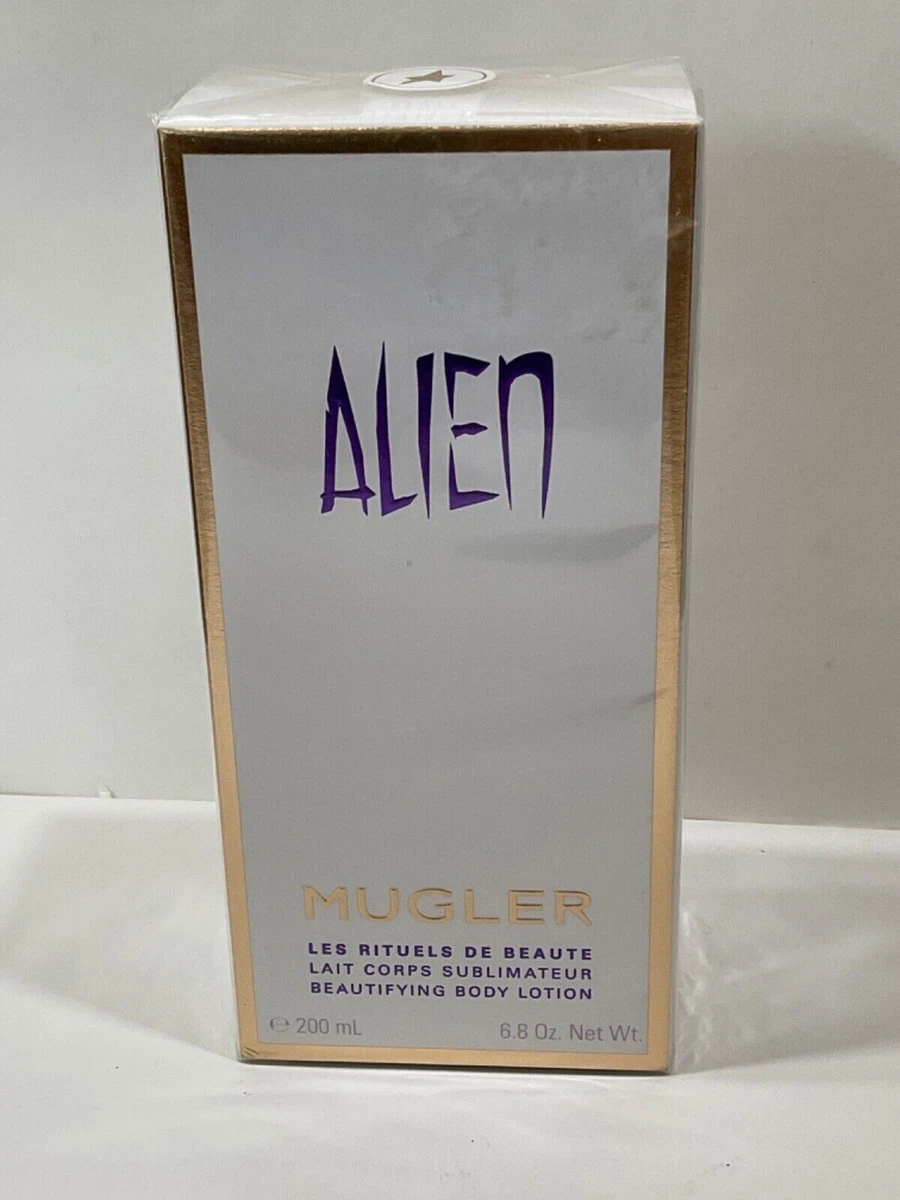 ALIEN
MUGLER
LES RITUELS DE BEAUTE
LAIT CORPS SUBLIMATEUR
BEAUTIFYING BODY LOTION
℮ 200 mL 6.8 Oz. Net Wt.